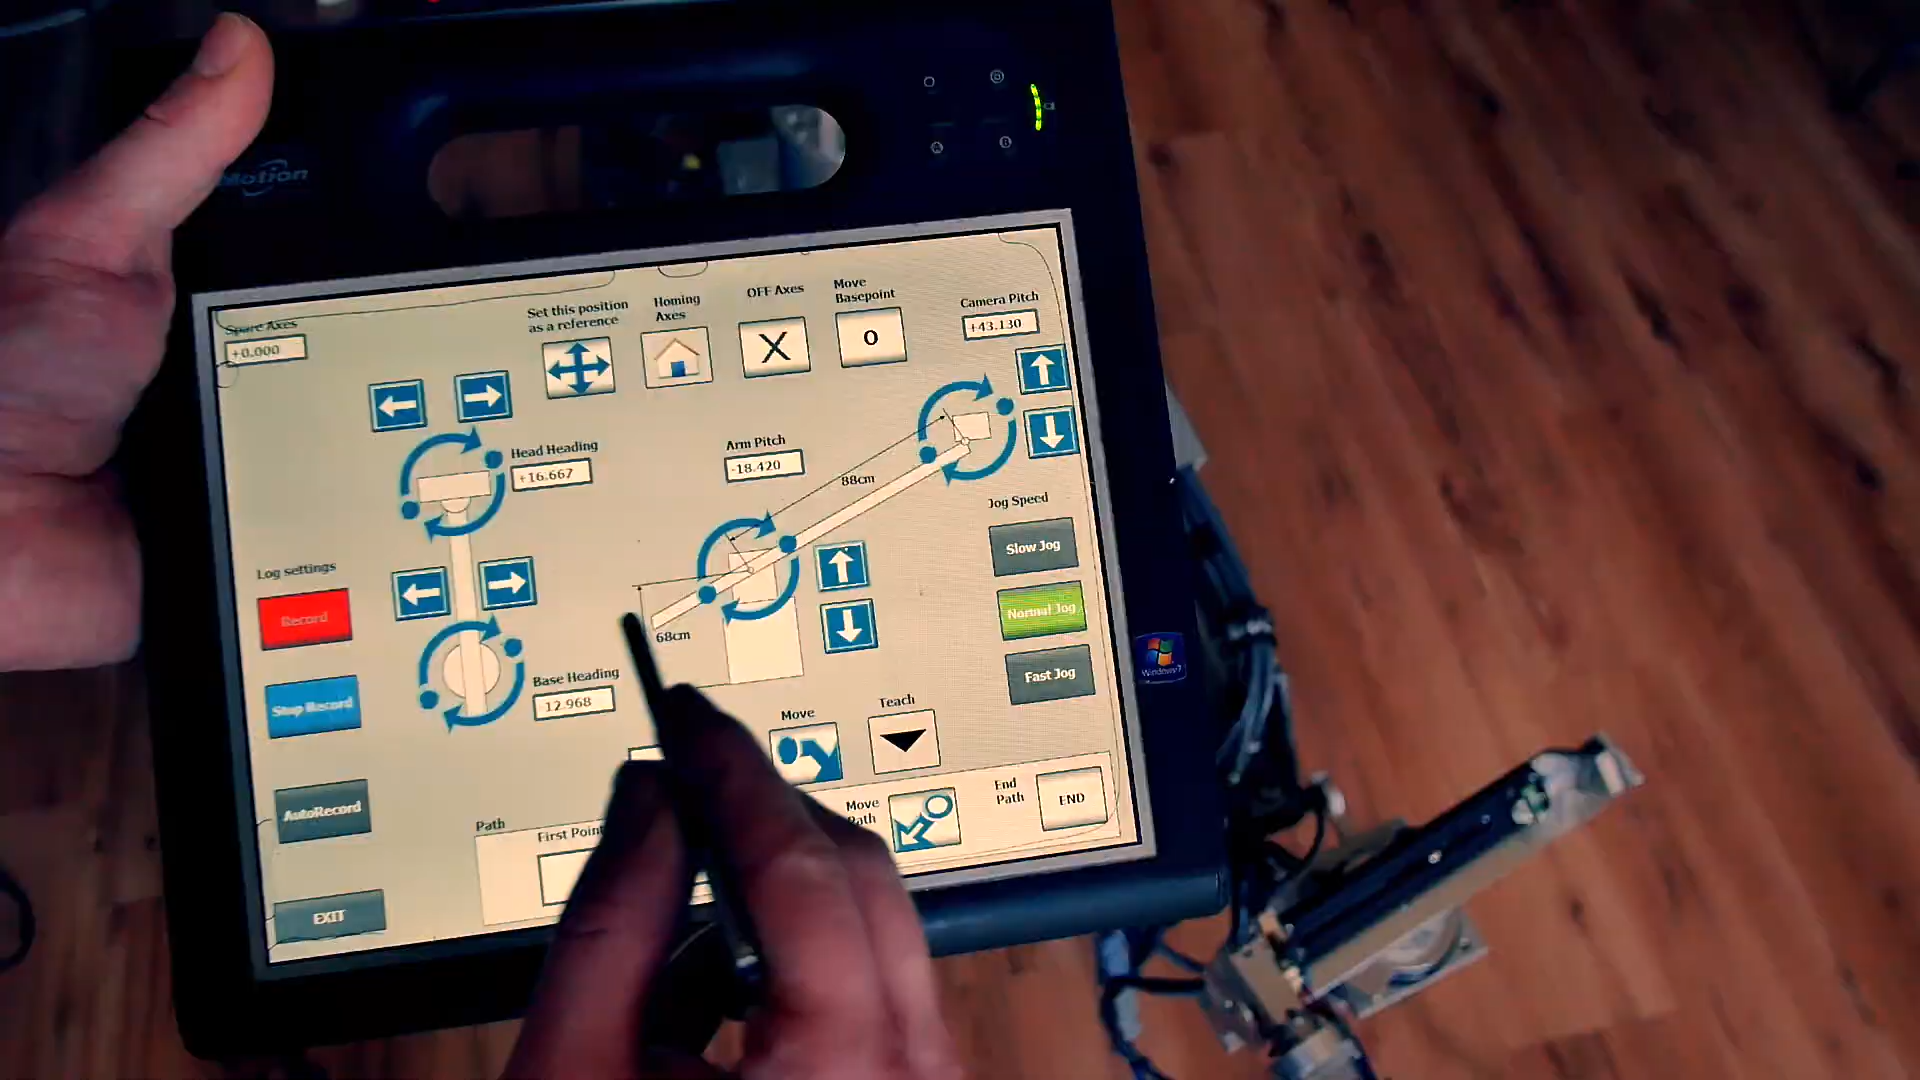 Motion
Spare Axes
+0.000
Set this position
as a reference
Homing
Axes
OFF Axes
X
Move
Basepoint
0
Camera Pitch
+43.130
Head Heading
+16.667
Arm Pitch
-18.420
88cm
68cm
Jog Speed
Slow Jog
Normal Jog
Fast Jog
Log settings
Record
Stop Record
AutoRecord
EXIT
Base Heading
12.968
Move
Teach
Path
First Poin
Move
Path
End
Path
END
Windows 7